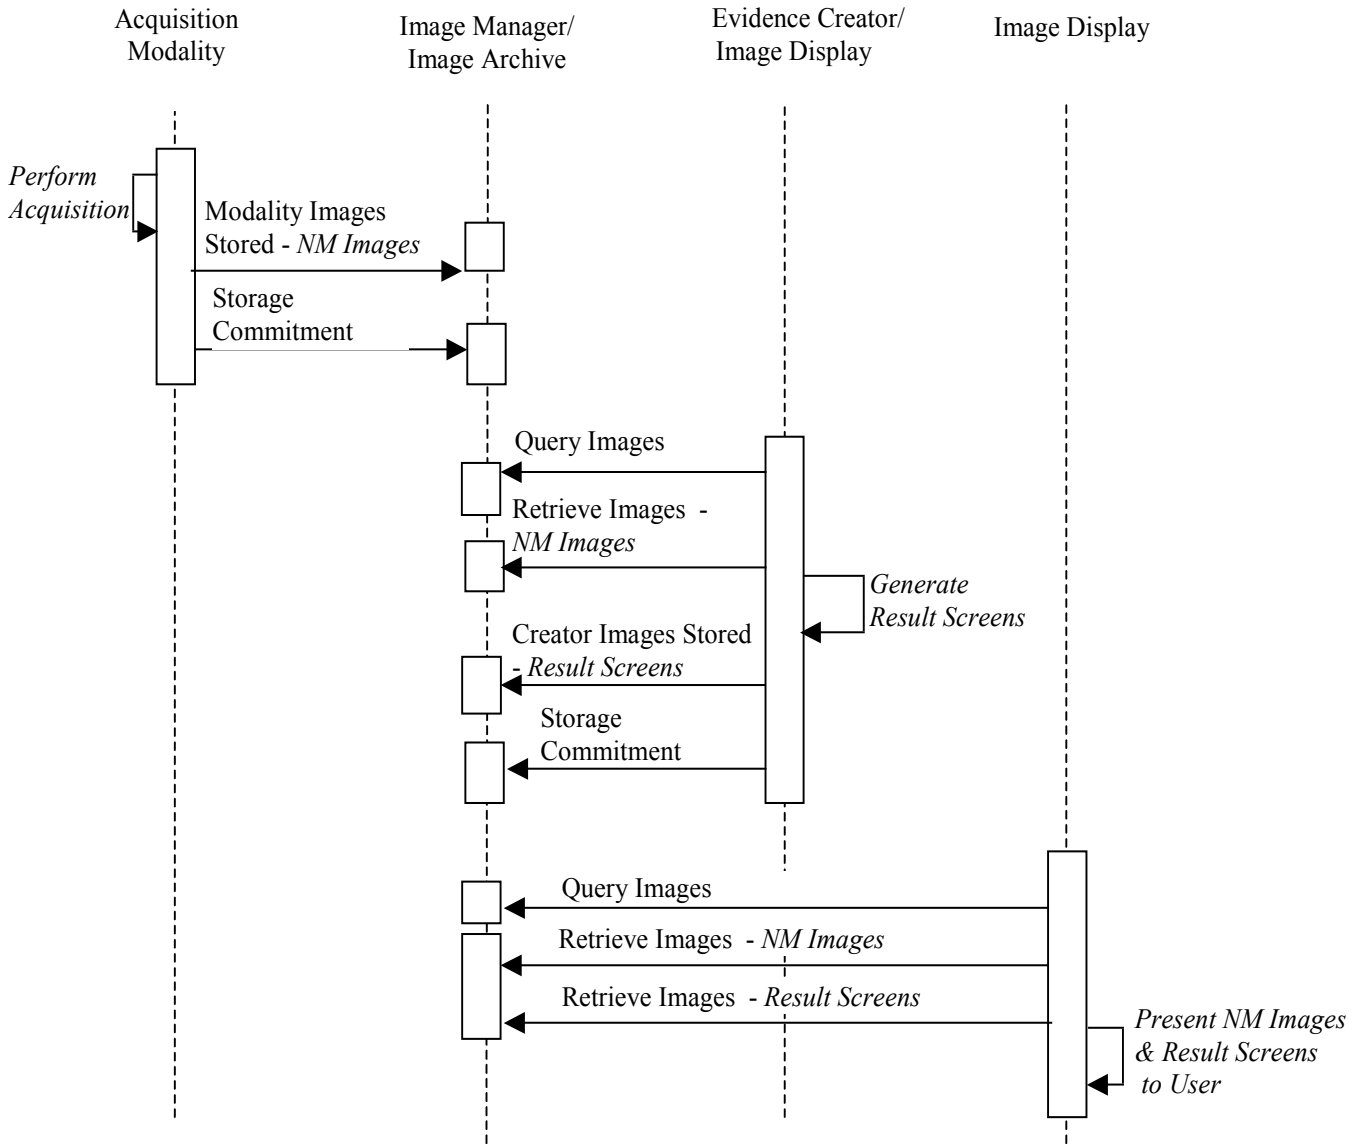 Acquisition
Modality
Image Manager/
Image Archive
Evidence Creator/
Image Display
Image Display
Perform
Acquisition
Modality Images
Stored - NM Images
Storage
Commitment
Query Images
Retrieve Images -
NM Images
Generate
Result Screens
Creator Images Stored
- Result Screens
Storage
Commitment
Query Images
Retrieve Images - NM Images
Retrieve Images - Result Screens
Present NM Images
& Result Screens
to User